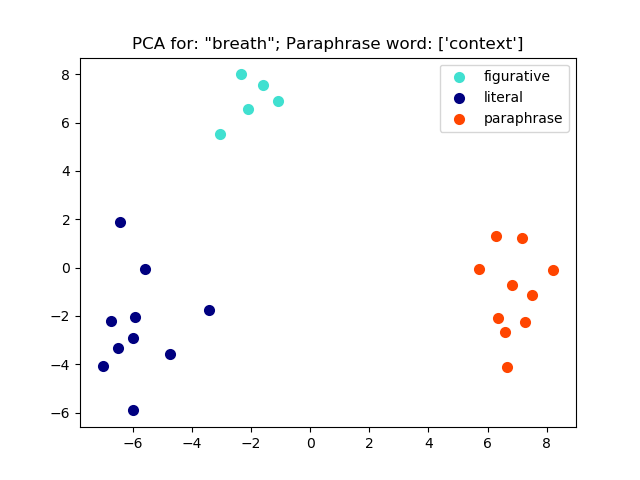 PCA for: "breath"; Paraphrase word: ['context']
figurative
literal
paraphrase
8
6
4
2
0
−2
−4
−6
−6 −4 −2 0 2 4 6 8